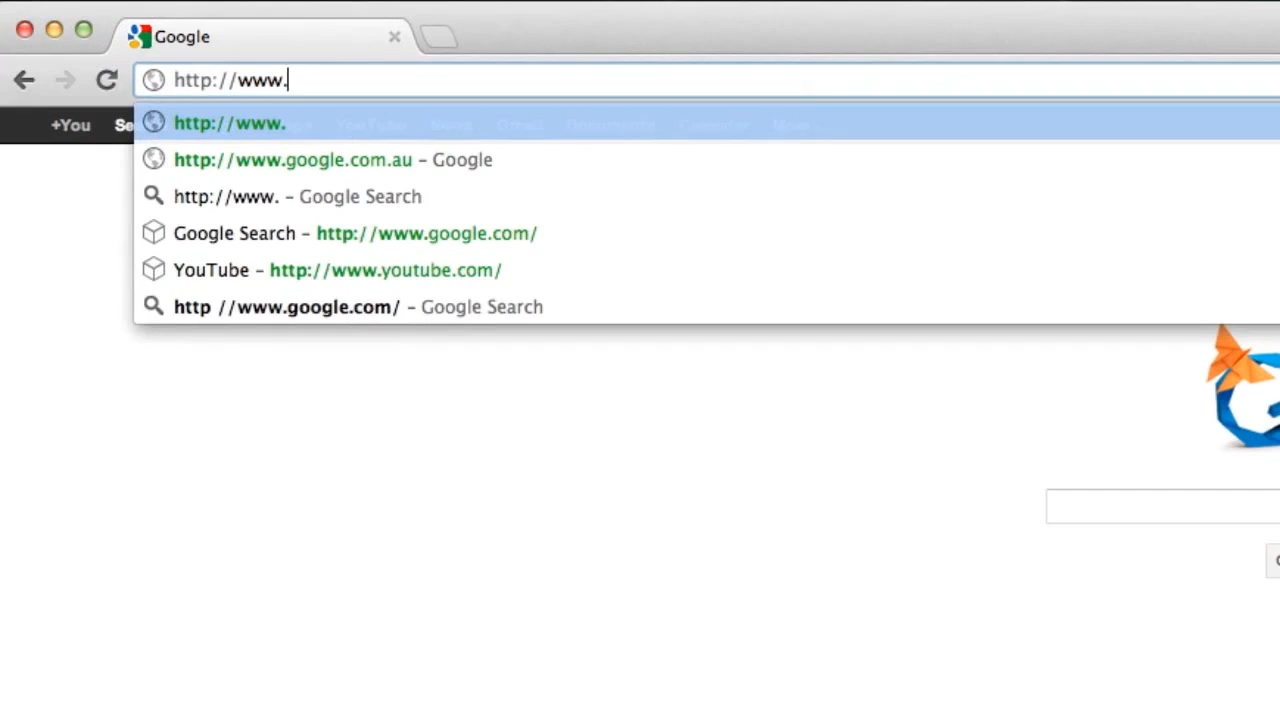 Google
http://www.
+You
http://www.
http://www.google.com.au – Google
http://www. – Google Search
Google Search – http://www.google.com/
YouTube – http://www.youtube.com/
http //www.google.com/ – Google Search